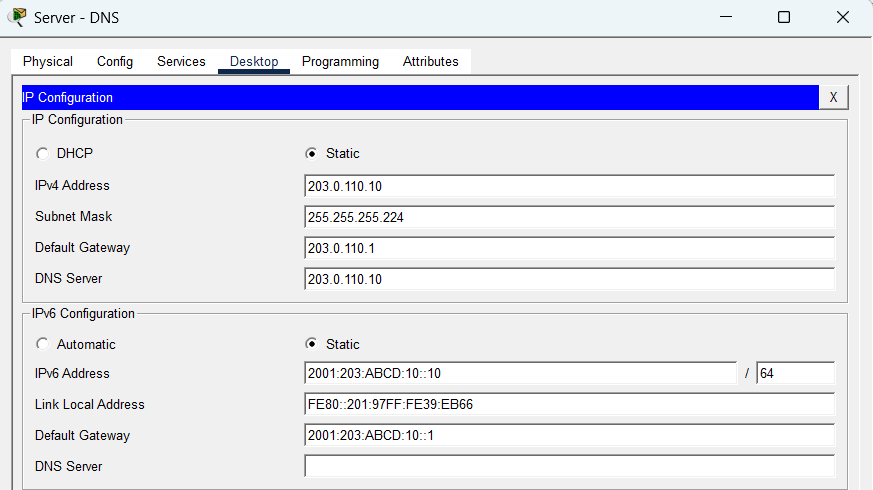 Server - DNS
Physical Config Services Desktop Programming Attributes
IP Configuration X
IP Configuration
DHCP Static
IPv4 Address 203.0.110.10
Subnet Mask 255.255.255.224
Default Gateway 203.0.110.1
DNS Server 203.0.110.10
IPv6 Configuration
Automatic Static
IPv6 Address 2001:203:ABCD:10::10 / 64
Link Local Address FE80::201:97FF:FE39:EB66
Default Gateway 2001:203:ABCD:10::1
DNS Server